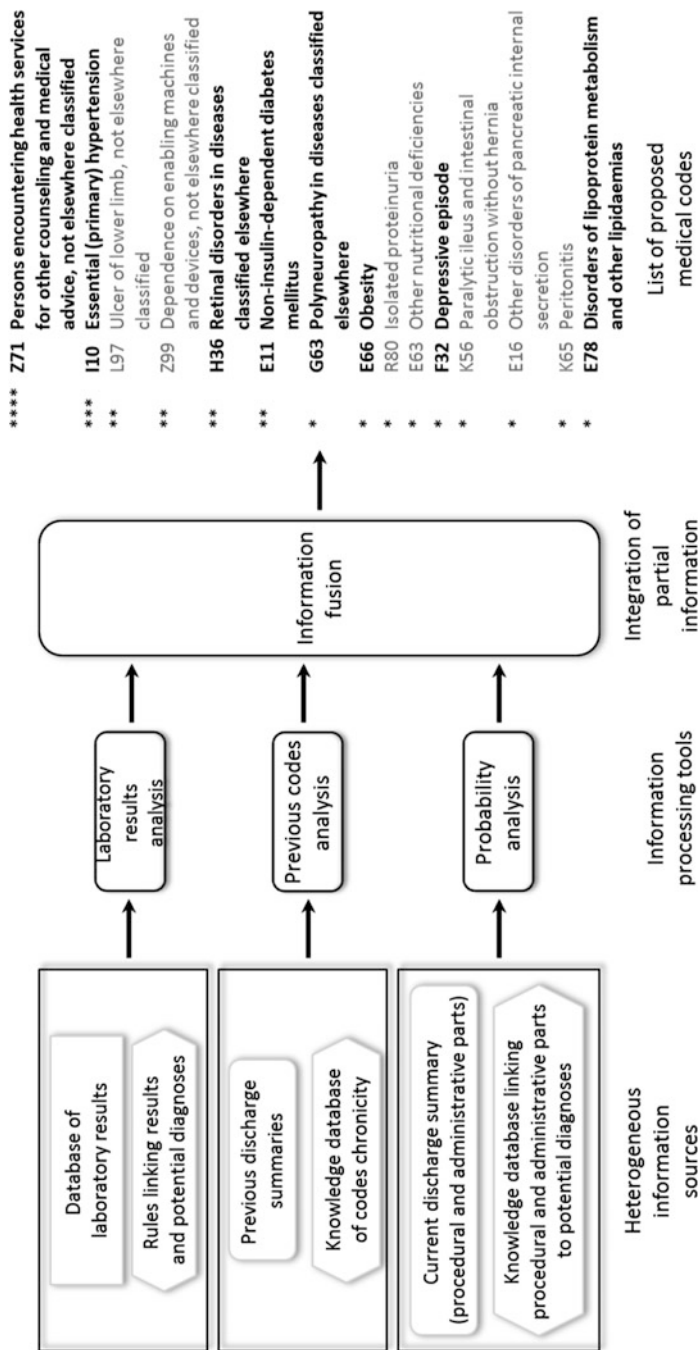 Database of
laboratory results
Rules linking results
and potential diagnoses
Previous discharge
summaries
Knowledge database
of codes chronicity
Current discharge summary
(procedural and administrative parts)
Knowledge database linking
procedural and administrative parts
to potential diagnoses
Heterogeneous
information
sources
Laboratory
results
analysis
Previous codes
analysis
Probability
analysis
Information
processing tools
Information
fusion
Integration of
partial
information
**** Z71 Persons encountering health services
for other counseling and medical
advice, not elsewhere classified
*** I10 Essential (primary) hypertension
** L97 Ulcer of lower limb, not elsewhere
classified
** Z99 Dependence on enabling machines
and devices, not elsewhere classified
** H36 Retinal disorders in diseases
classified elsewhere
** E11 Non-insulin-dependent diabetes
mellitus
* G63 Polyneuropathy in diseases classified
elsewhere
* E66 Obesity
* R80 Isolated proteinuria
* E63 Other nutritional deficiencies
* F32 Depressive episode
* K56 Paralytic ileus and intestinal
obstruction without hernia
* E16 Other disorders of pancreatic internal
secretion
* K65 Peritonitis
* E78 Disorders of lipoprotein metabolism
and other lipidaemias
List of proposed
medical codes